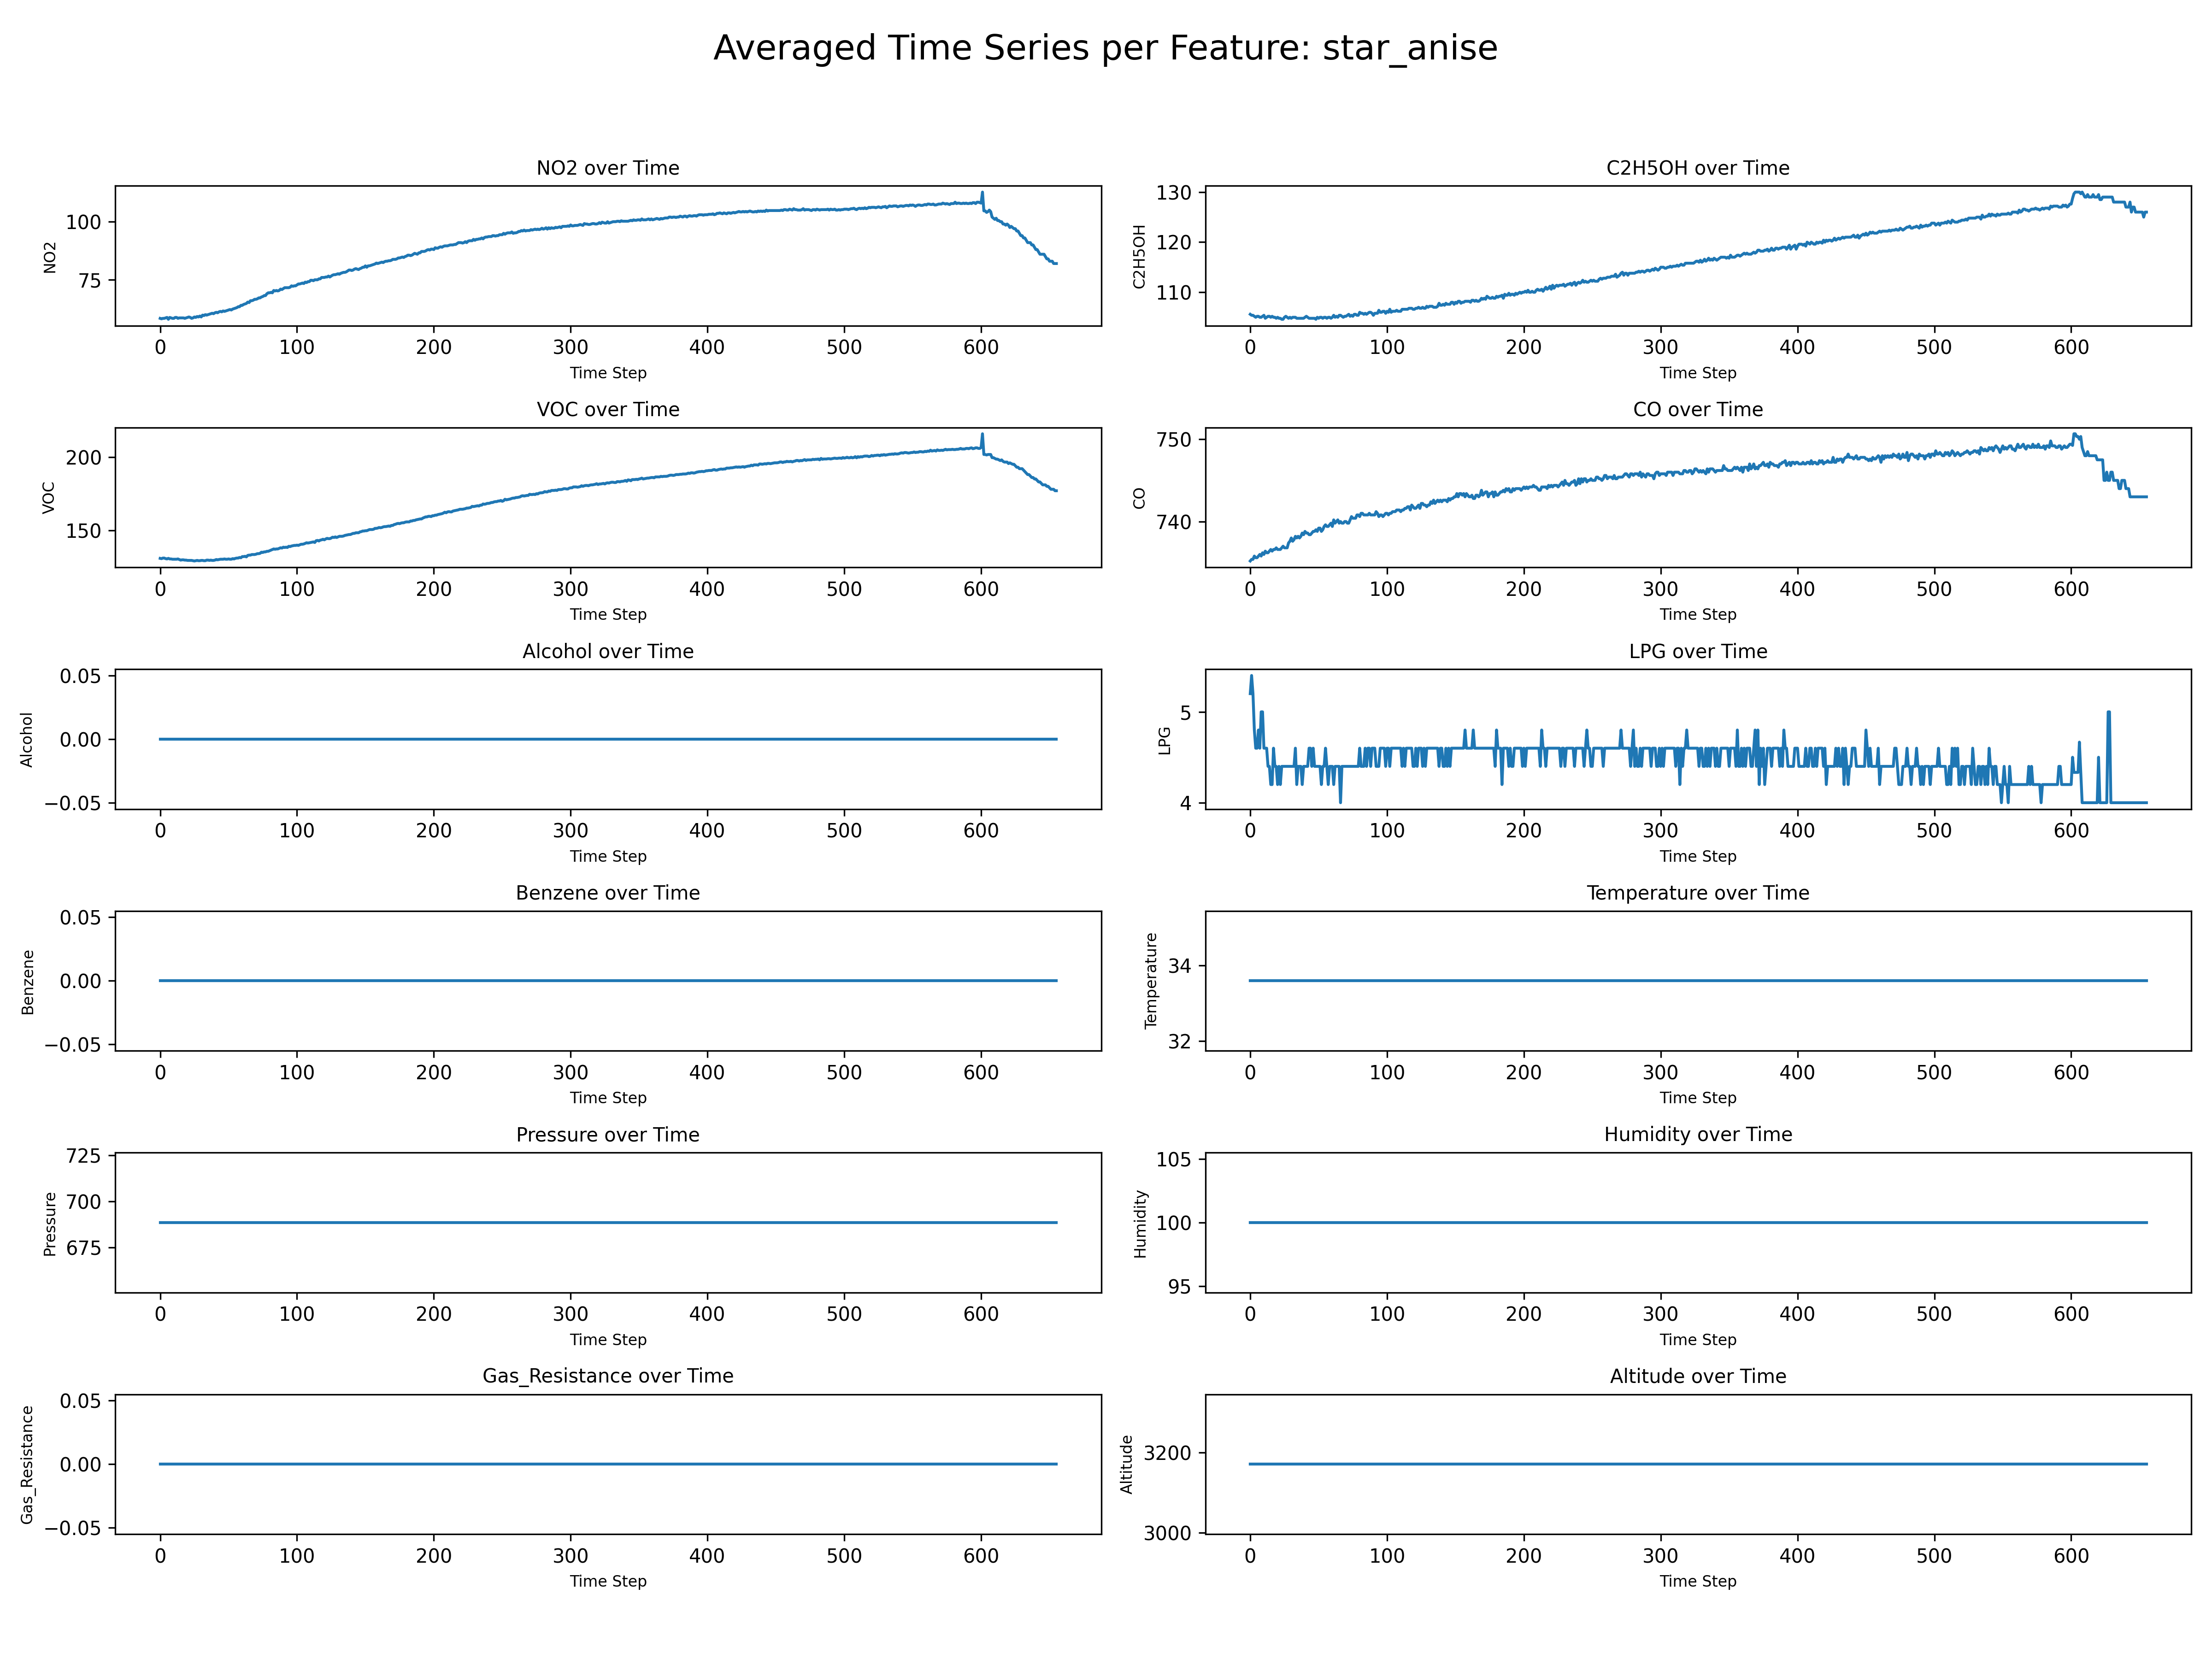 Averaged Time Series per Feature: star_anise
NO2 over Time
NO2
100
75
0 100 200 300 400 500 600
Time Step
C2H5OH over Time
C2H5OH
130
120
110
0 100 200 300 400 500 600
Time Step
VOC over Time
VOC
200
150
0 100 200 300 400 500 600
Time Step
CO over Time
CO
750
740
0 100 200 300 400 500 600
Time Step
Alcohol over Time
Alcohol
0.05
0.00
−0.05
0 100 200 300 400 500 600
Time Step
LPG over Time
LPG
5
4
0 100 200 300 400 500 600
Time Step
Benzene over Time
Benzene
0.05
0.00
−0.05
0 100 200 300 400 500 600
Time Step
Temperature over Time
Temperature
34
32
0 100 200 300 400 500 600
Time Step
Pressure over Time
Pressure
725
700
675
0 100 200 300 400 500 600
Time Step
Humidity over Time
Humidity
105
100
95
0 100 200 300 400 500 600
Time Step
Gas_Resistance over Time
Gas_Resistance
0.05
0.00
−0.05
0 100 200 300 400 500 600
Time Step
Altitude over Time
Altitude
3200
3000
0 100 200 300 400 500 600
Time Step